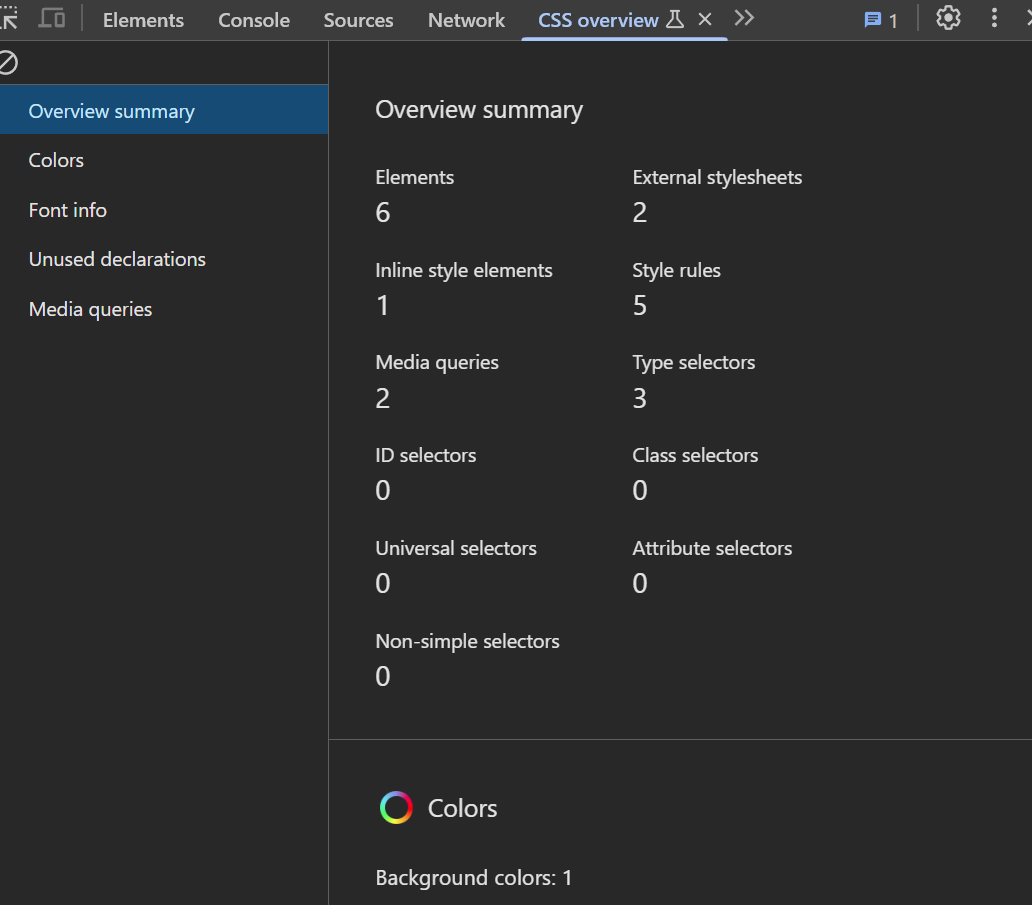 Elements Console Sources Network CSS overview 1
Overview summary
Colors
Font info
Unused declarations
Media queries
Overview summary
Elements External stylesheets
6 2
Inline style elements Style rules
1 5
Media queries Type selectors
2 3
ID selectors Class selectors
0 0
Universal selectors Attribute selectors
0 0
Non-simple selectors
0
Colors
Background colors: 1